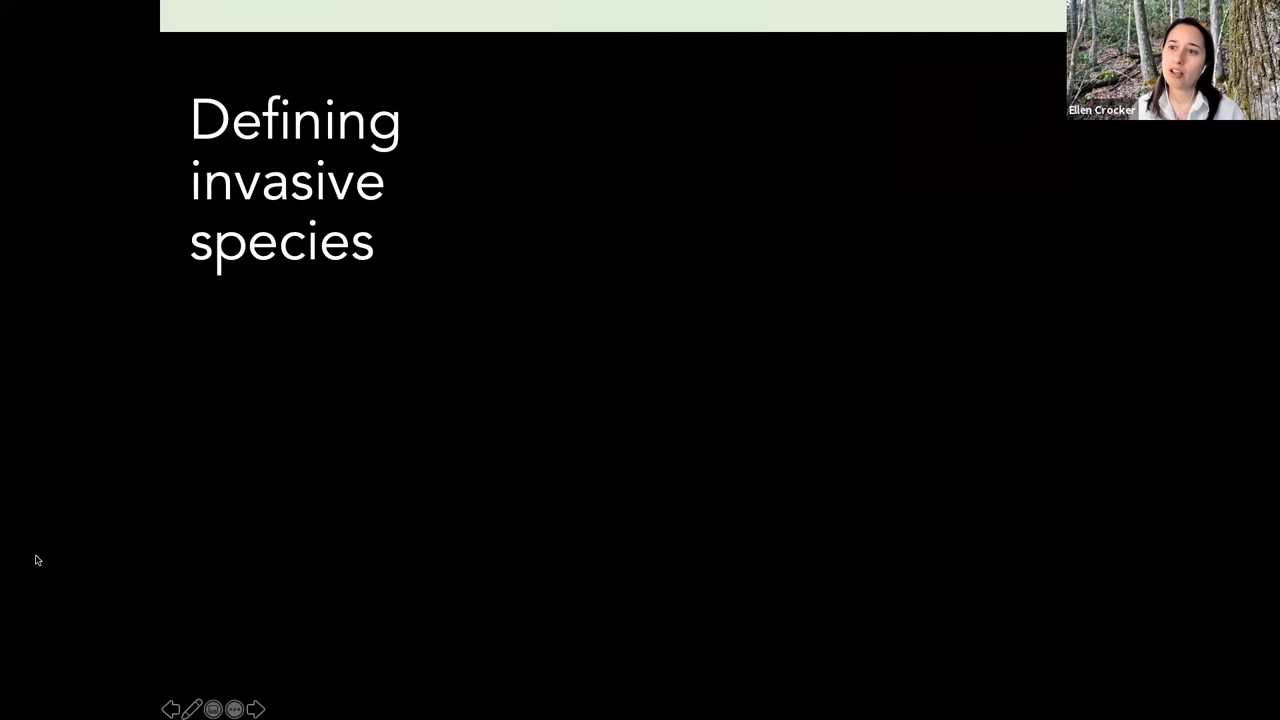 Defining
invasive
species
Ellen Crocker